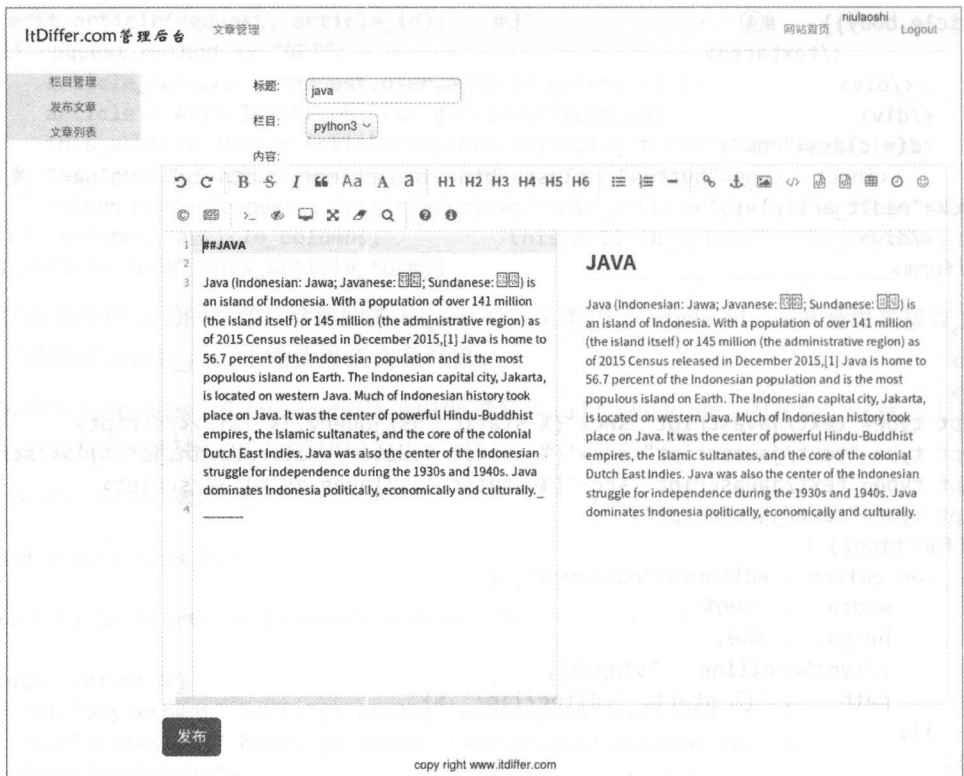 niulaoshi
ItDiffer.com管理后台 文章管理 网站首页 Logout
栏目管理
发布文章
文章列表
标题: java
栏目: python3
内容:
B S I Aa A a H1 H2 H3 H4 H5 H6
1 ##JAVA
2
3 Java (Indonesian: Jawa; Javanese: ; Sundanese: ) is
an island of Indonesia. With a population of over 141 million
(the island itself) or 145 million (the administrative region) as
of 2015 Census released in December 2015,[1] Java is home to
56.7 percent of the Indonesian population and is the most
populous island on Earth. The Indonesian capital city, Jakarta,
is located on western Java. Much of Indonesian history took
place on Java. It was the center of powerful Hindu-Buddhist
empires, the Islamic sultanates, and the core of the colonial
Dutch East Indies. Java was also the center of the Indonesian
struggle for independence during the 1930s and 1940s. Java
dominates Indonesia politically, economically and culturally._
4
JAVA
Java (Indonesian: Jawa; Javanese: ; Sundanese: ) is
an island of Indonesia. With a population of over 141 million
(the island itself) or 145 million (the administrative region) as
of 2015 Census released in December 2015,[1] Java is home to
56.7 percent of the Indonesian population and is the most
populous island on Earth. The Indonesian capital city, Jakarta,
is located on western Java. Much of Indonesian history took
place on Java. It was the center of powerful Hindu-Buddhist
empires, the Islamic sultanates, and the core of the colonial
Dutch East Indies. Java was also the center of the Indonesian
struggle for independence during the 1930s and 1940s. Java
dominates Indonesia politically, economically and culturally.
发布
copy right www.itdiffer.com